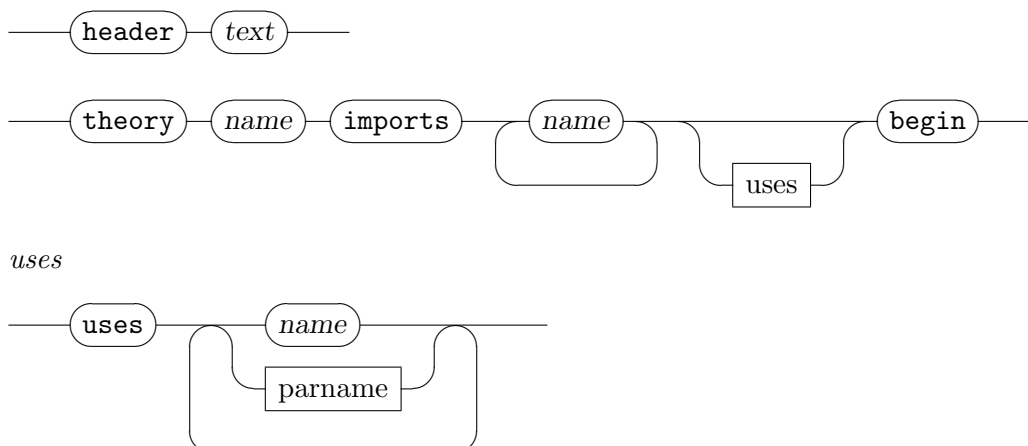 header text
theory name imports name begin
uses
uses
uses name
parname